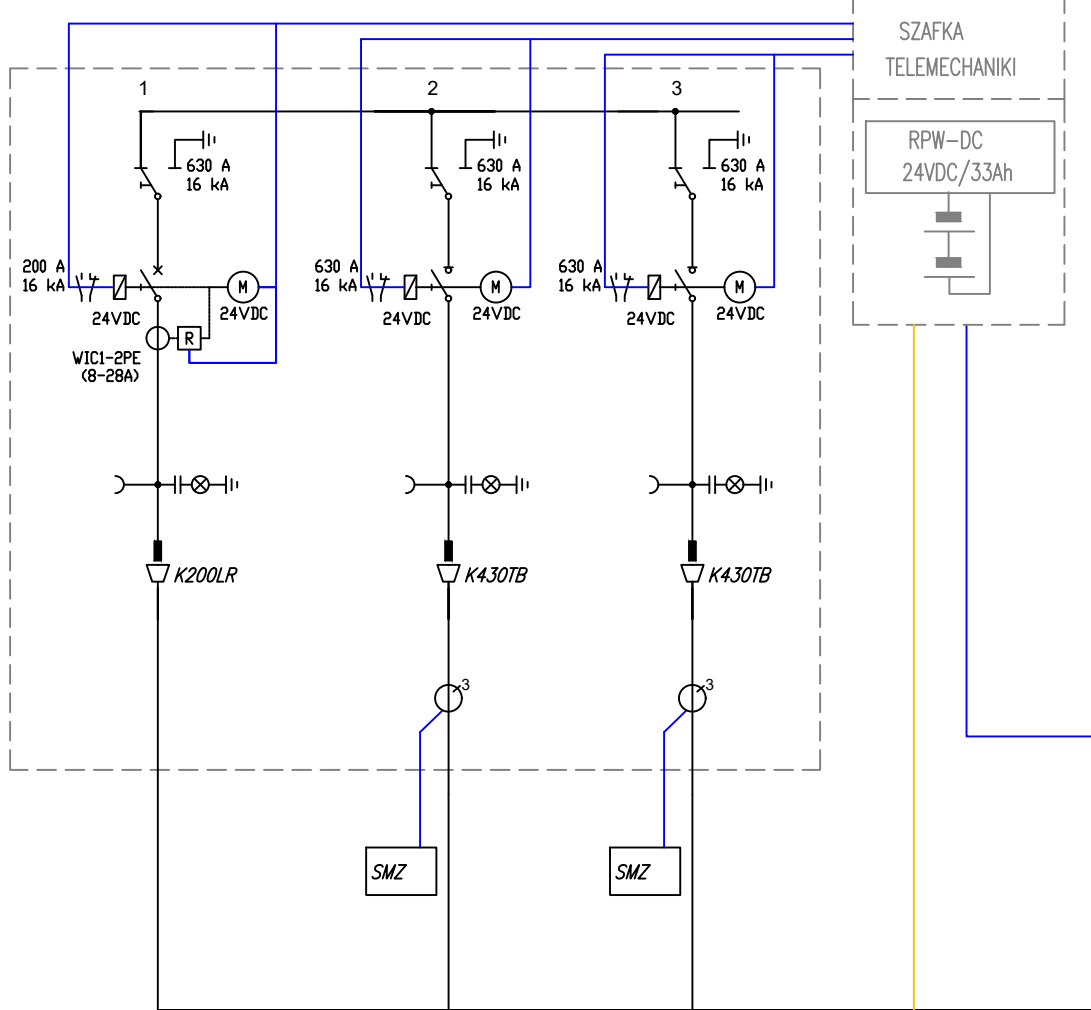 SZAFKA
TELEMECHANIKI
RPW-DC
24VDC/33Ah
1
2
3
630 A
16 kA
630 A
16 kA
630 A
16 kA
200 A
16 kA
24VDC
M
24VDC
630 A
16 kA
24VDC
M
24VDC
630 A
16 kA
24VDC
M
24VDC
R
WIC1-2PE
(8-28A)
K200LR
K430TB
K430TB
3
3
SMZ
SMZ